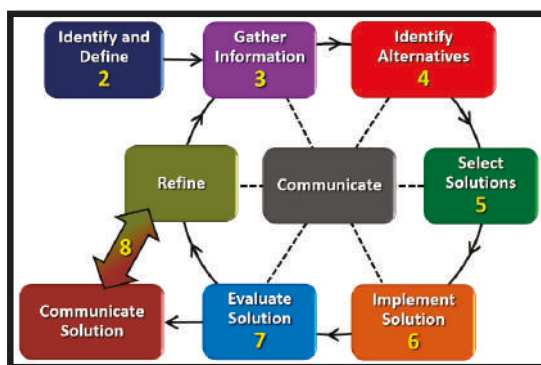 Identify and
Define
2
Gather
Information
3
Identify
Alternatives
4
Refine
Communicate
Select
Solutions
5
8
Communicate
Solution
Evaluate
Solution
7
Implement
Solution
6